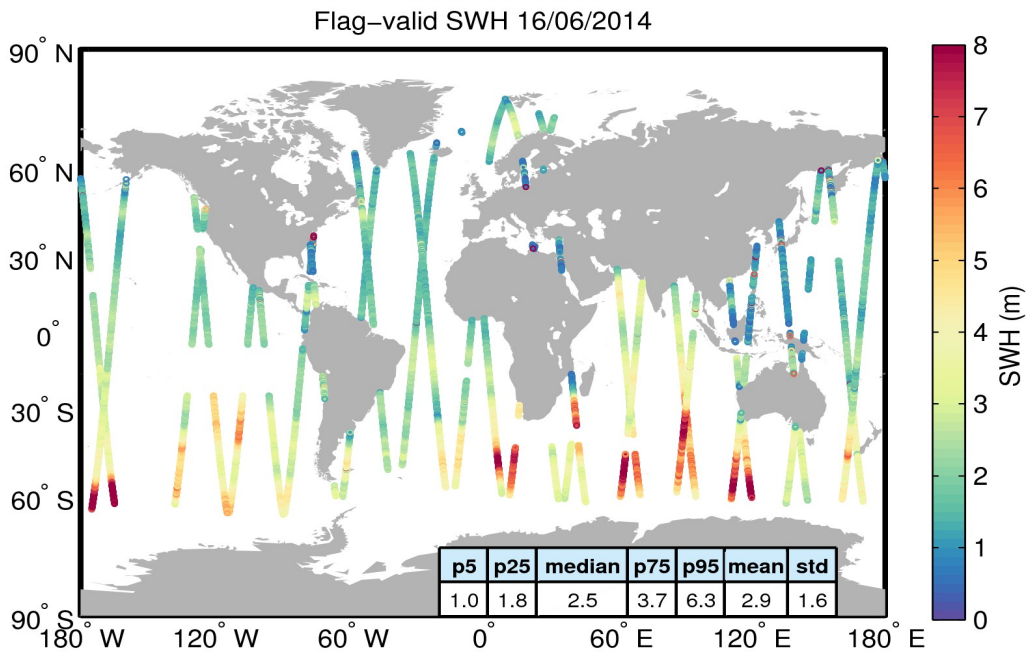 Flag−valid SWH 16/06/2014
90° N
60° N
30° N
0°
30° S
60° S
90° S
180° W
120° W
60° W
0°
60° E
120° E
180° E
p5 p25 median p75 p95 mean std
1.0 1.8 2.5 3.7 6.3 2.9 1.6
8
7
6
5
4
3
2
1
0
SWH (m)